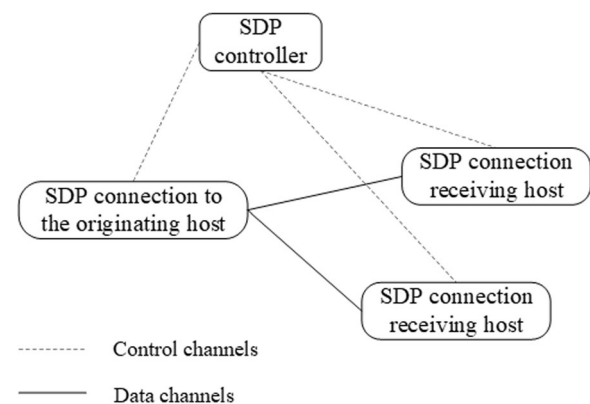 SDP
controller
SDP connection
receiving host
SDP connection to
the originating host
SDP connection
receiving host
Control channels
Data channels